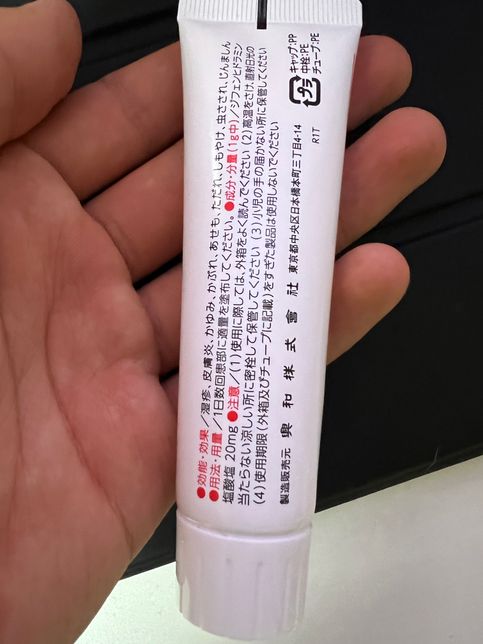 ●効能・効果／湿疹、皮膚炎、かゆみ、かぶれ、あせも、ただれ、しもやけ、虫さされ、じんましん
●用法・用量／1日数回患部に適量を塗布してください。●成分・分量(1g中)／ジフェンヒドラミン
塩酸塩 20mg ●注意／(1)使用に際しては、外箱をよく読んでください (2)高温をさけ、直射日光の
当たらない涼しい所に密栓して保管してください (3)小児の手の届かない所に保管してください
(4)使用期限(外箱及びチューブに記載)をすぎた製品は使用しないでください
製造販売元 興和株式會社 東京都中央区日本橋本町三丁目4-14
R1T
プラ
キャップ:PP
中栓:PE
チューブ:PE